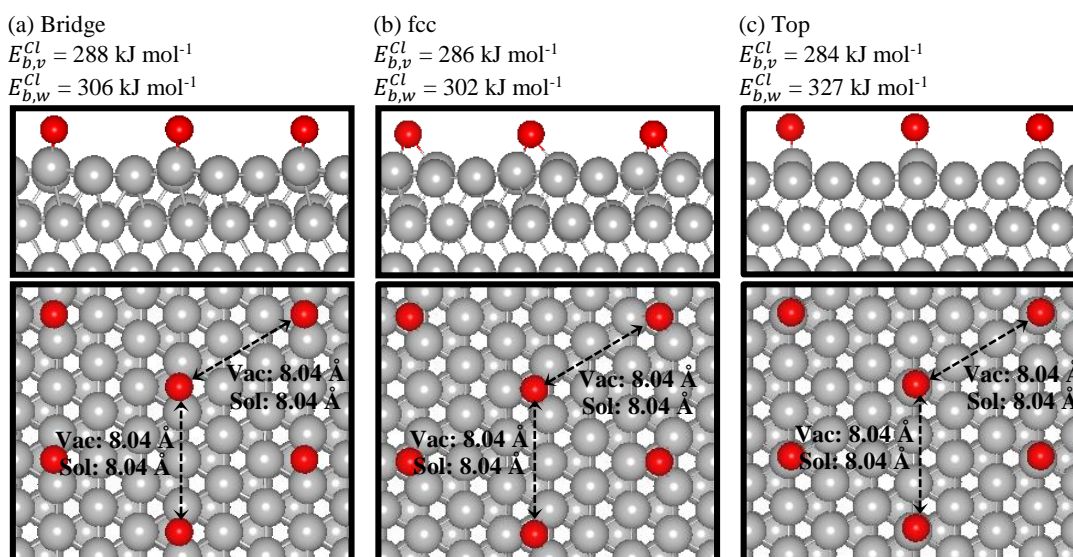 (a) Bridge
E_{b,v}^{Cl} = 288 kJ mol⁻¹
E_{b,w}^{Cl} = 306 kJ mol⁻¹
(b) fcc
E_{b,v}^{Cl} = 286 kJ mol⁻¹
E_{b,w}^{Cl} = 302 kJ mol⁻¹
(c) Top
E_{b,v}^{Cl} = 284 kJ mol⁻¹
E_{b,w}^{Cl} = 327 kJ mol⁻¹
Vac: 8.04 Å
Sol: 8.04 Å
Vac: 8.04 Å
Sol: 8.04 Å
Vac: 8.04 Å
Sol: 8.04 Å
Vac: 8.04 Å
Sol: 8.04 Å
Vac: 8.04 Å
Sol: 8.04 Å
Vac: 8.04 Å
Sol: 8.04 Å